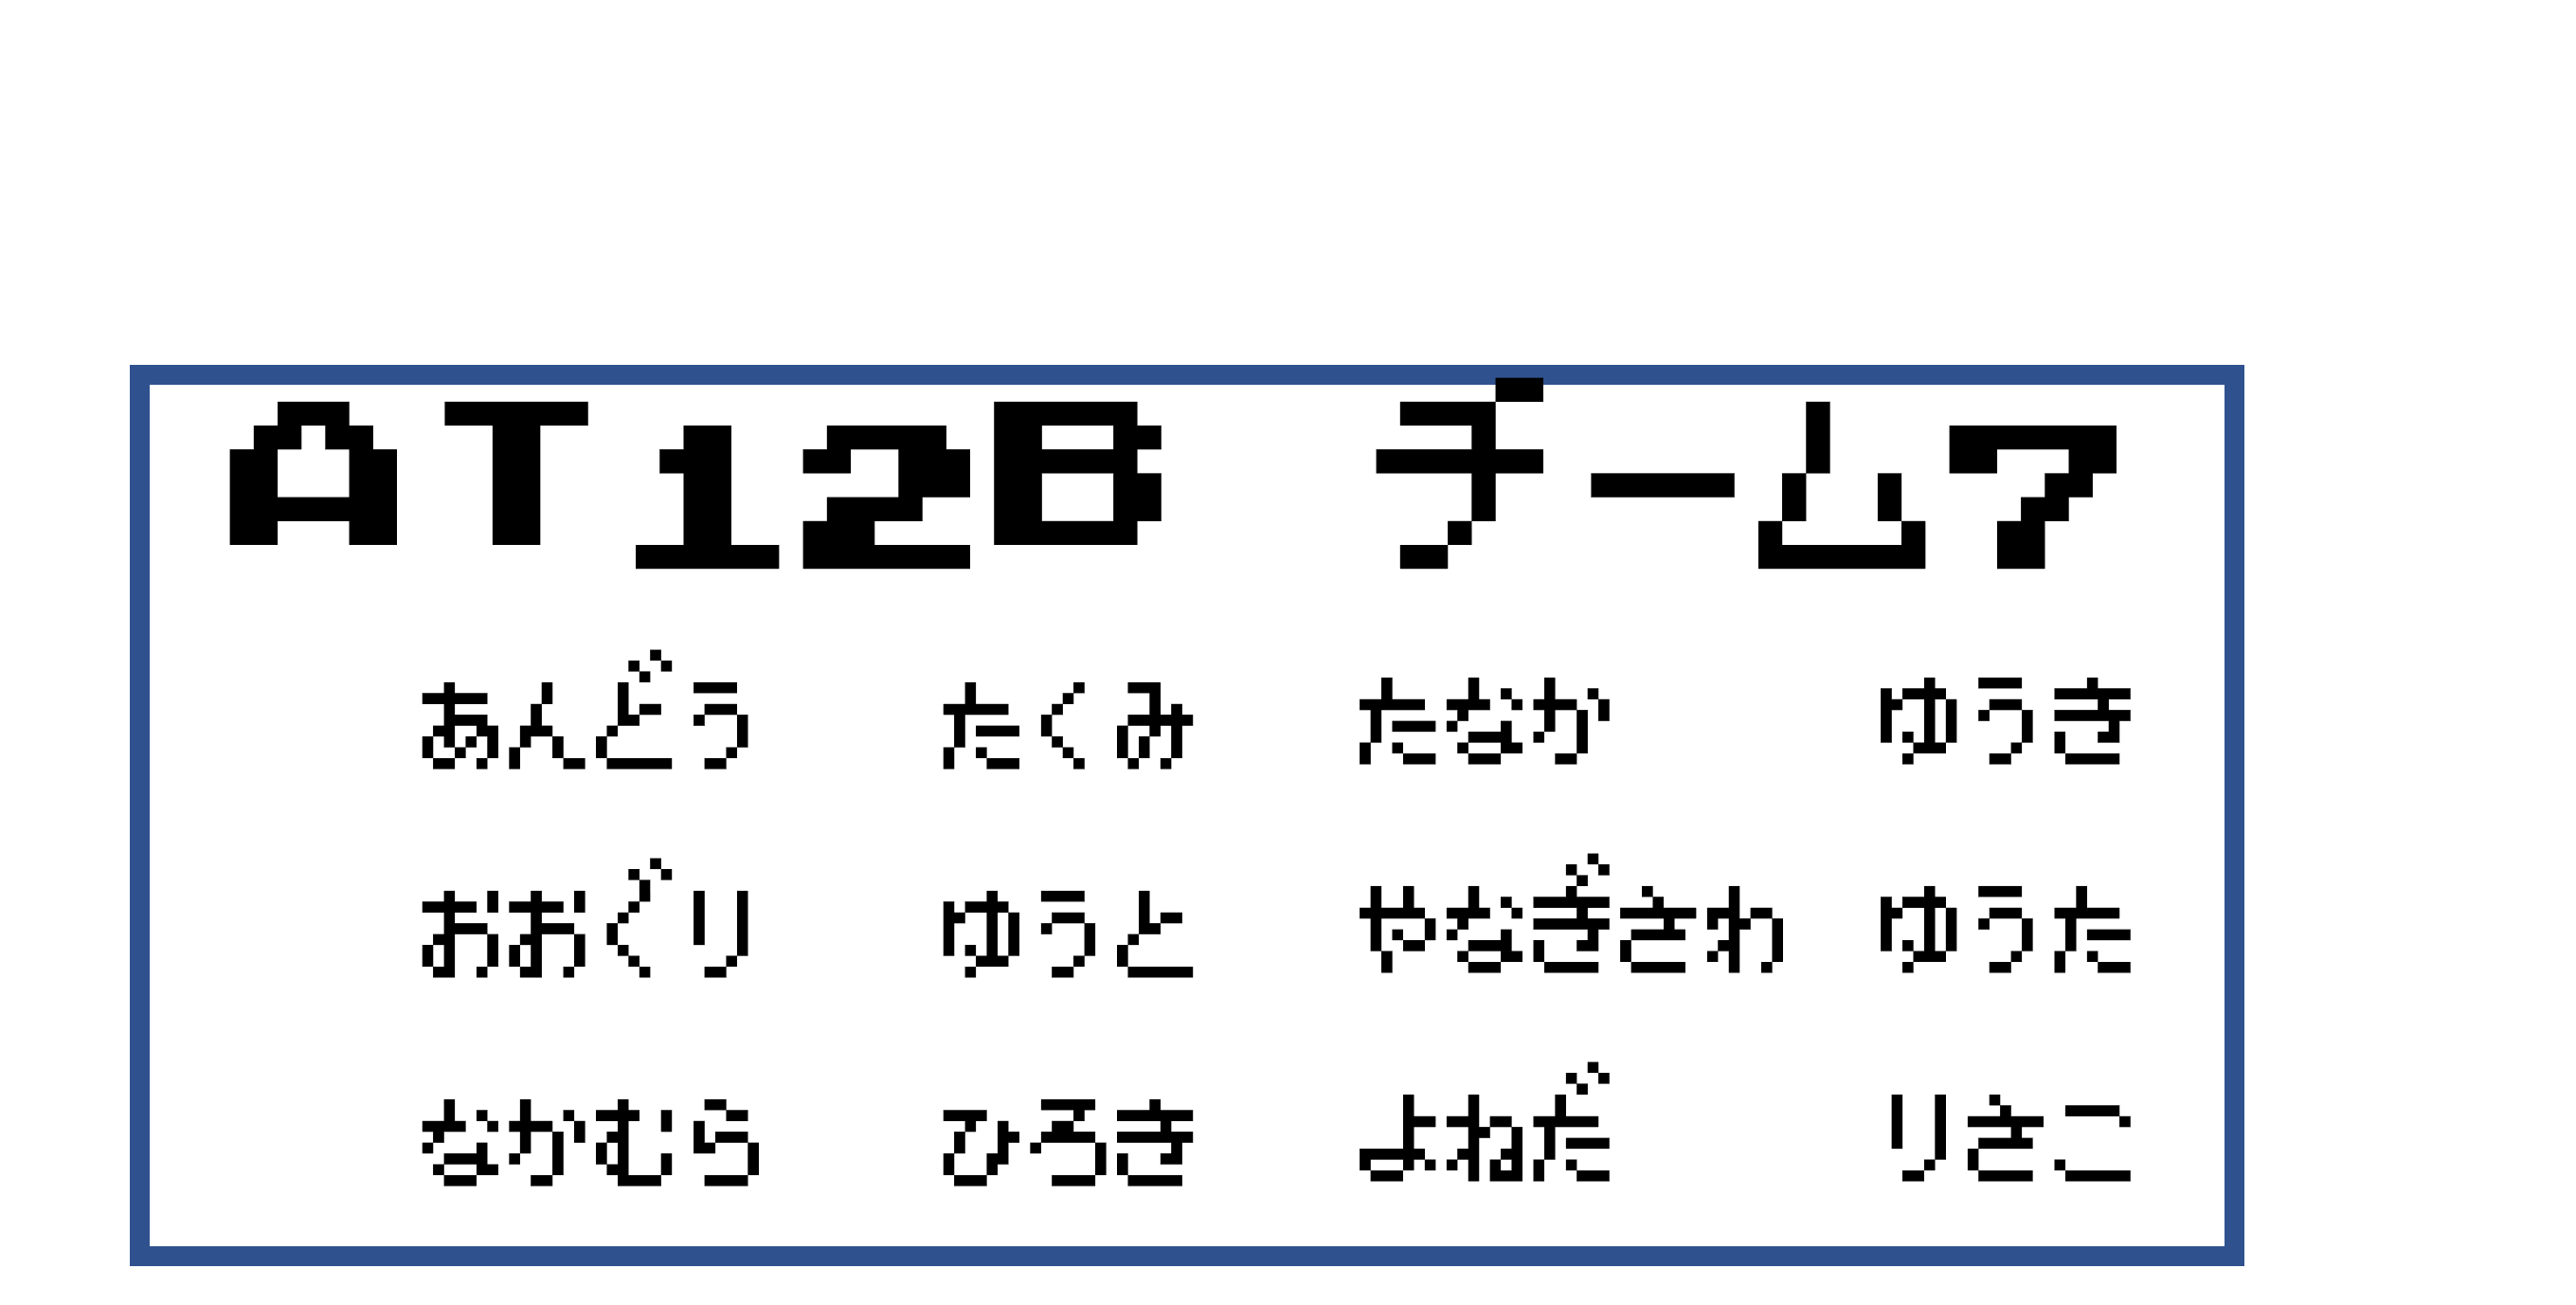 AT12B チーム7
あんどう たくみ たなか ゆうき
おおぐり ゆうと やなぎさわ ゆうた
なかむら ひろき よねだ りさこ